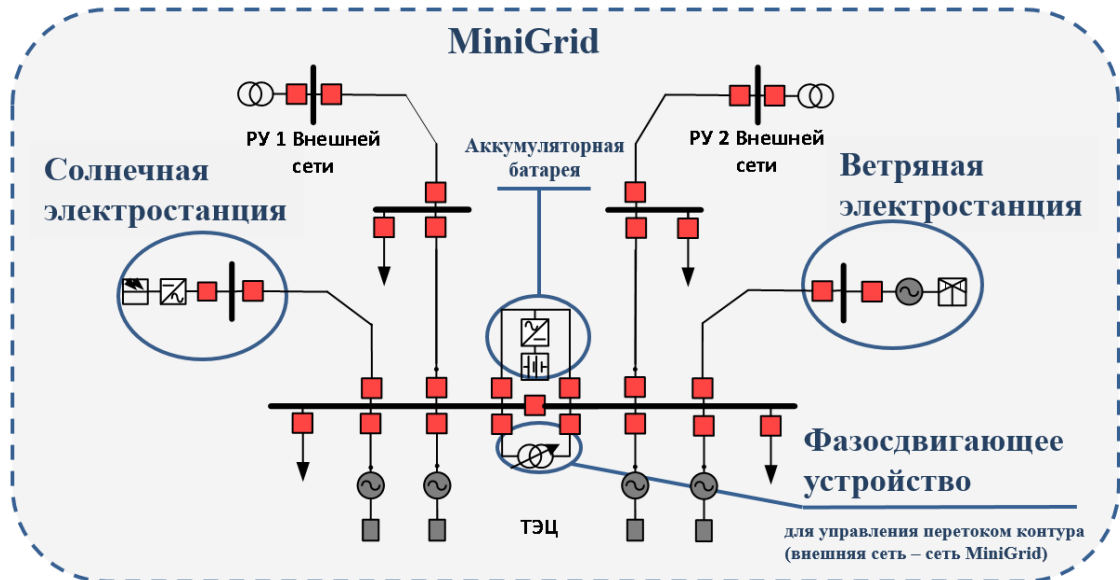 MiniGrid
РУ 1 Внешней
сети
РУ 2 Внешней
сети
Аккумуляторная
батарея
Солнечная
электростанция
Ветряная
электростанция
Фазосдвигающее
устройство
для управления перетоком контура
(внешняя сеть – сеть MiniGrid)
ТЭЦ